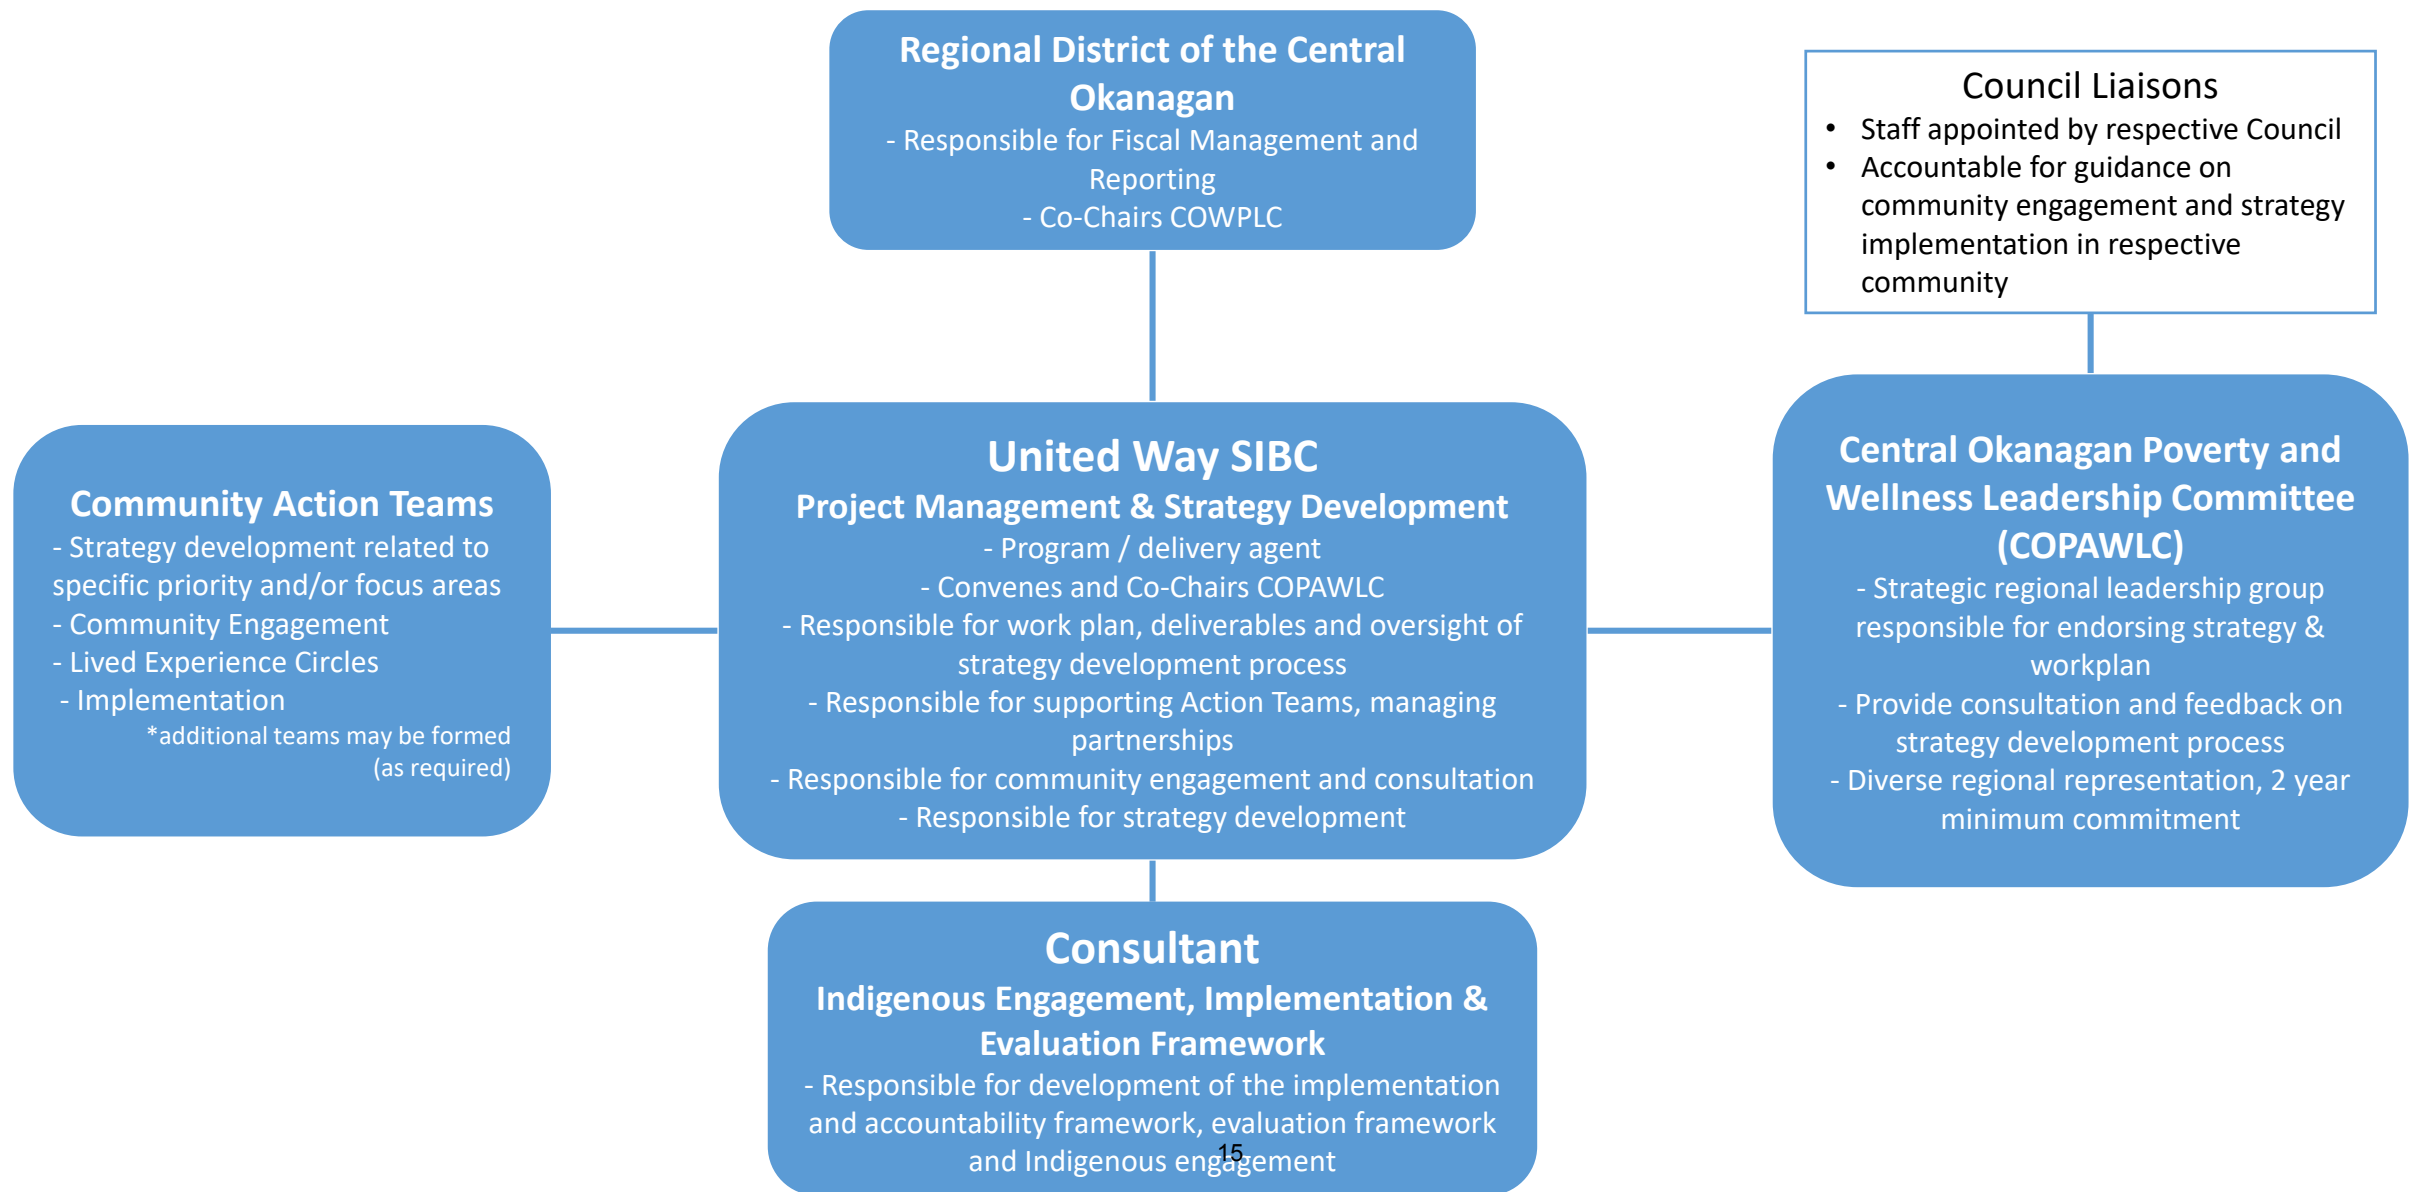 Regional District of the Central
Okanagan
- Responsible for Fiscal Management and
Reporting
- Co-Chairs COWPLC
Council Liaisons
• Staff appointed by respective Council
• Accountable for guidance on
community engagement and strategy
implementation in respective
community
Community Action Teams
- Strategy development related to
specific priority and/or focus areas
- Community Engagement
- Lived Experience Circles
- Implementation
*additional teams may be formed
(as required)
United Way SIBC
Project Management & Strategy Development
- Program / delivery agent
- Convenes and Co-Chairs COPAWLC
- Responsible for work plan, deliverables and oversight of
strategy development process
- Responsible for supporting Action Teams, managing
partnerships
- Responsible for community engagement and consultation
- Responsible for strategy development
Central Okanagan Poverty and
Wellness Leadership Committee
(COPAWLC)
- Strategic regional leadership group
responsible for endorsing strategy &
workplan
- Provide consultation and feedback on
strategy development process
- Diverse regional representation, 2 year
minimum commitment
Consultant
Indigenous Engagement, Implementation &
Evaluation Framework
- Responsible for development of the implementation
and accountability framework, evaluation framework
and Indigenous engagement
15